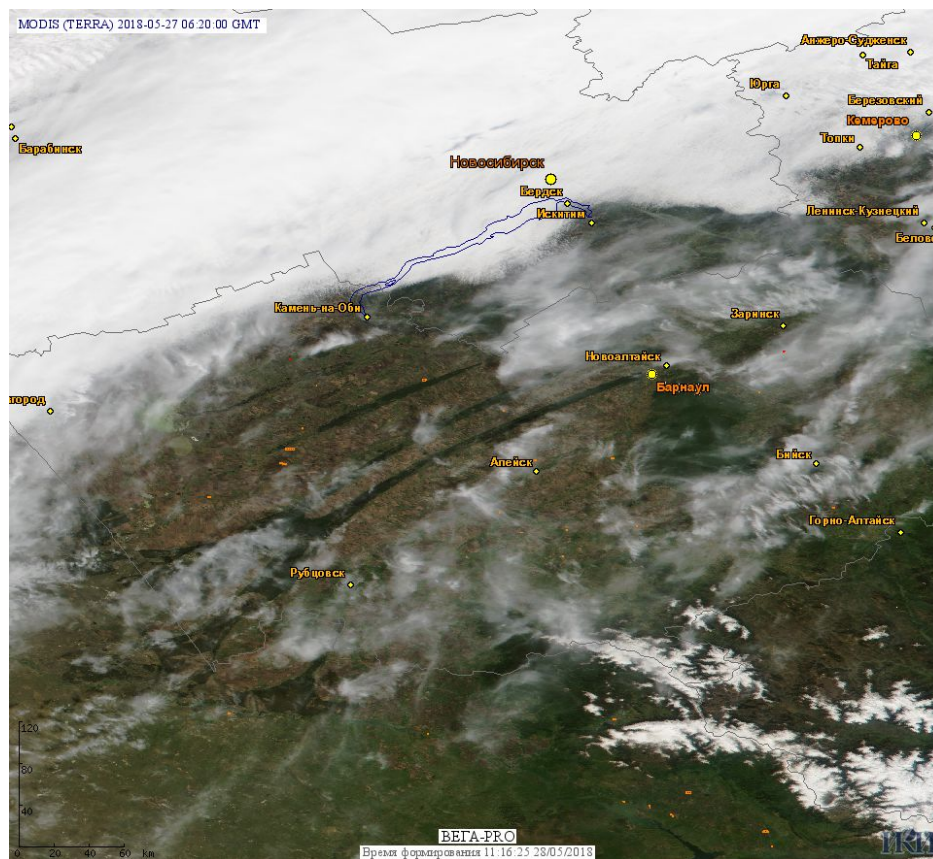 MODIS (TERRA) 2018-05-27 06:20:00 GMT
Анжеро-Судженск
Тайга
Юрга
Березовский
Кемерово
Топки
Барабинск
Новосибирск
Бердск
Искитим
Ленинск-Кузнецкий
Белово
Камень-на-Оби
Заринск
Новоалтайск
Барнаул
город
Алейск
Бийск
Горно-Алтайск
Рубцовск
120
80
40
0 20 40 60 km
ВЕГА-PRO
Время формирования 11:16:25 28/05/2018
ИКИ